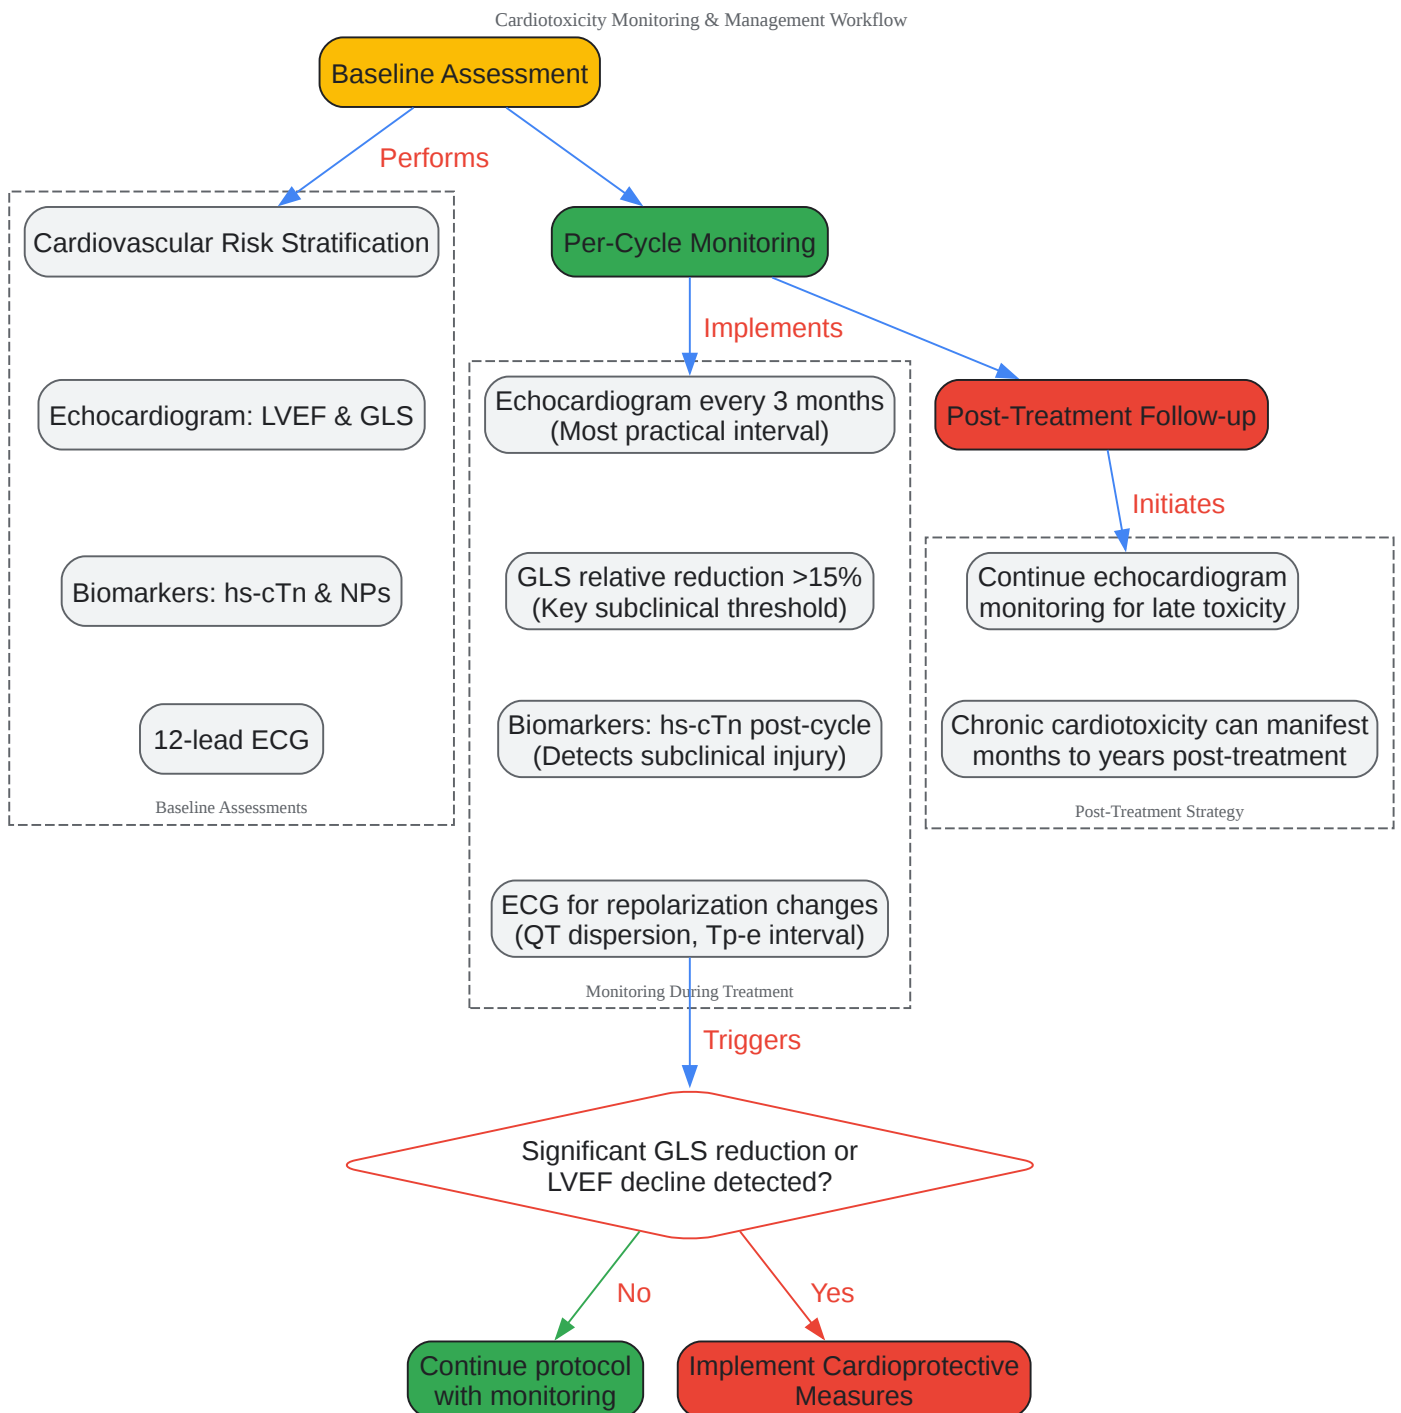 Cardiotoxicity Monitoring & Management Workflow
Baseline Assessment
Performs
Cardiovascular Risk Stratification
Echocardiogram: LVEF & GLS
Biomarkers: hs-cTn & NPs
12-lead ECG
Baseline Assessments
Per-Cycle Monitoring
Implements
Echocardiogram every 3 months
(Most practical interval)
GLS relative reduction >15%
(Key subclinical threshold)
Biomarkers: hs-cTn post-cycle
(Detects subclinical injury)
ECG for repolarization changes
(QT dispersion, Tp-e interval)
Monitoring During Treatment
Post-Treatment Follow-up
Initiates
Continue echocardiogram
monitoring for late toxicity
Chronic cardiotoxicity can manifest
months to years post-treatment
Post-Treatment Strategy
Triggers
Significant GLS reduction or
LVEF decline detected?
No
Yes
Continue protocol
with monitoring
Implement Cardioprotective
Measures